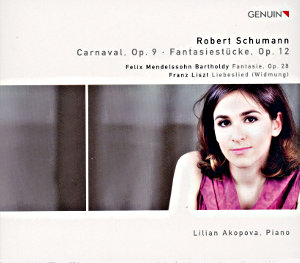 GENUIN
Robert Schumann
Carnaval, Op. 9 · Fantasiestücke, Op. 12
Felix Mendelssohn Bartholdy Fantasie, Op. 28
Franz Liszt Liebeslied (Widmung)
Lilian Akopova, Piano